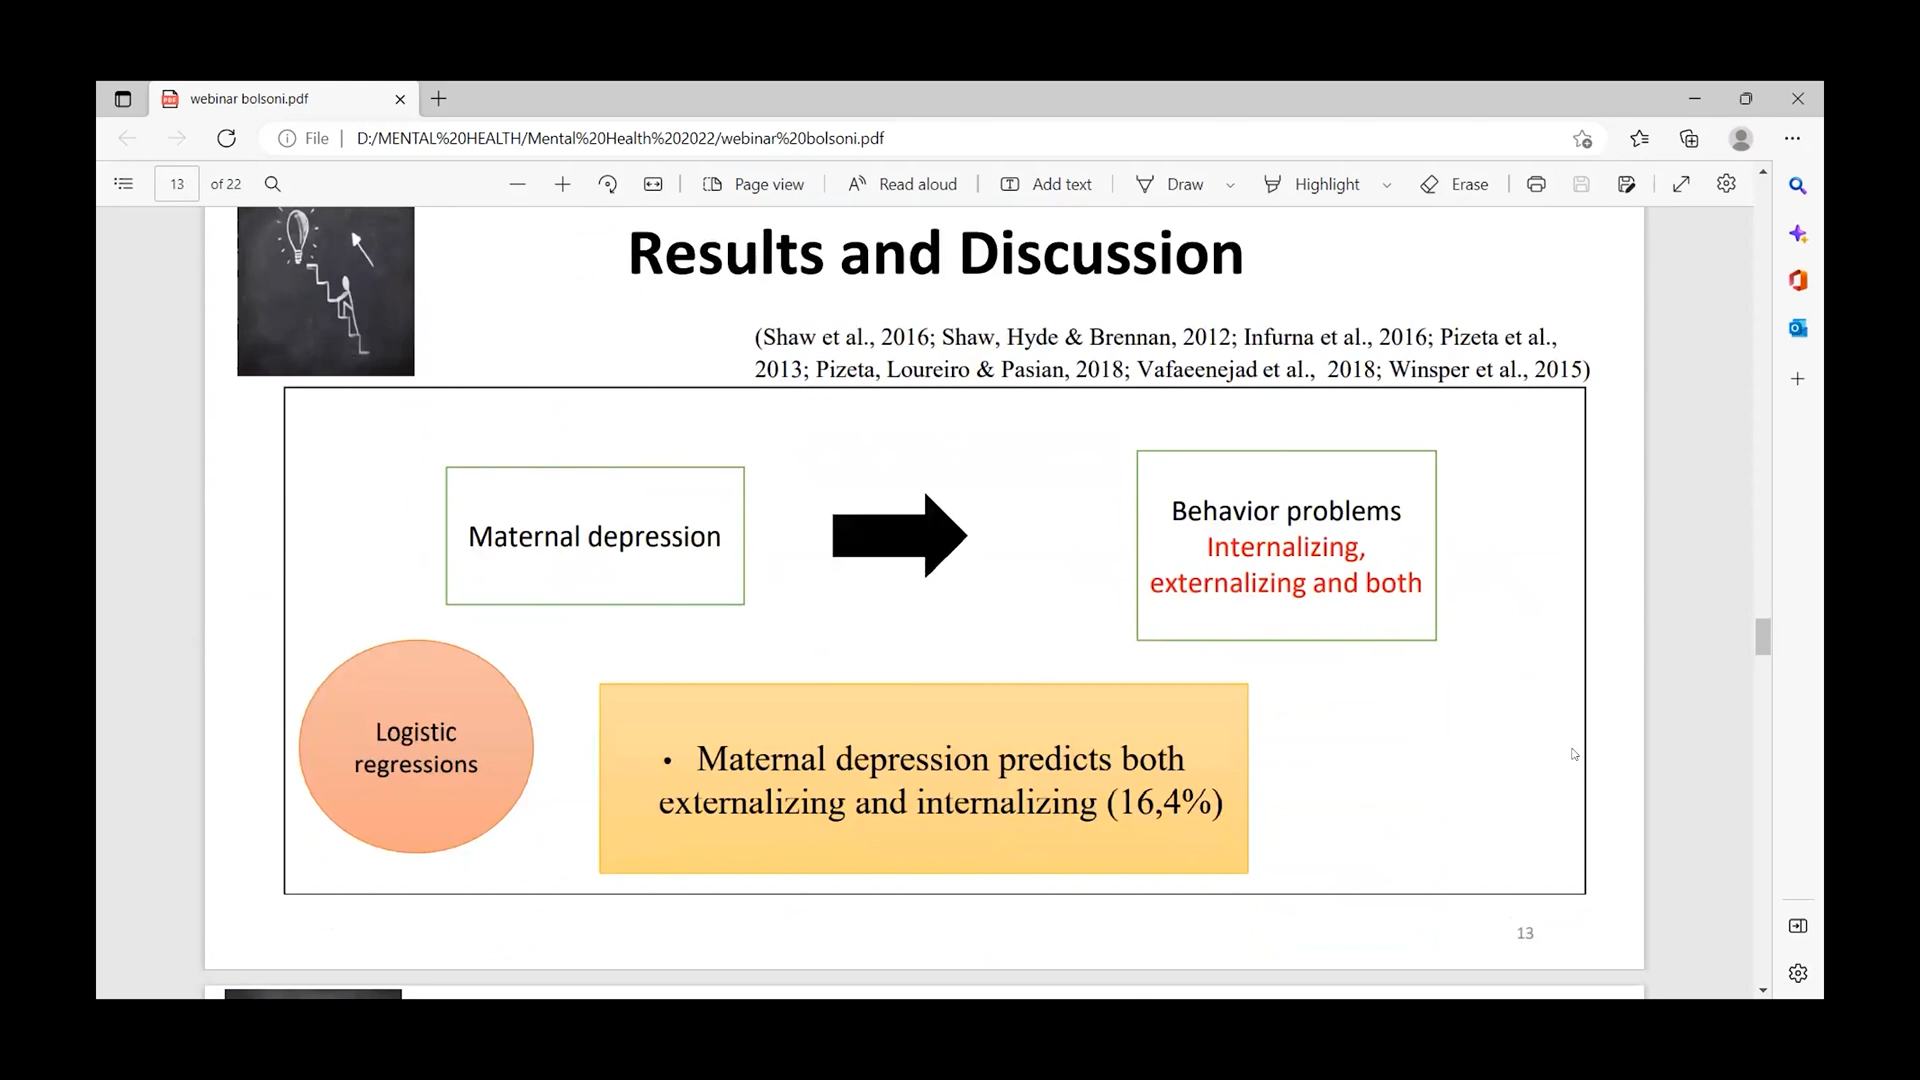 webinar bolsoni.pdf
File
D:/MENTAL%20HEALTH/Mental%20Health%202022/webinar%20bolsoni.pdf
13 of 22
Page view
Read aloud
Add text
Draw
Highlight
Erase
Results and Discussion
(Shaw et al., 2016; Shaw, Hyde & Brennan, 2012; Infurna et al., 2016; Pizeta et al.,
2013; Pizeta, Loureiro & Pasian, 2018; Vafaeenejad et al., 2018; Winsper et al., 2015)
Maternal depression
Behavior problems
Internalizing,
externalizing and both
Logistic
regressions
• Maternal depression predicts both
externalizing and internalizing (16,4%)
13